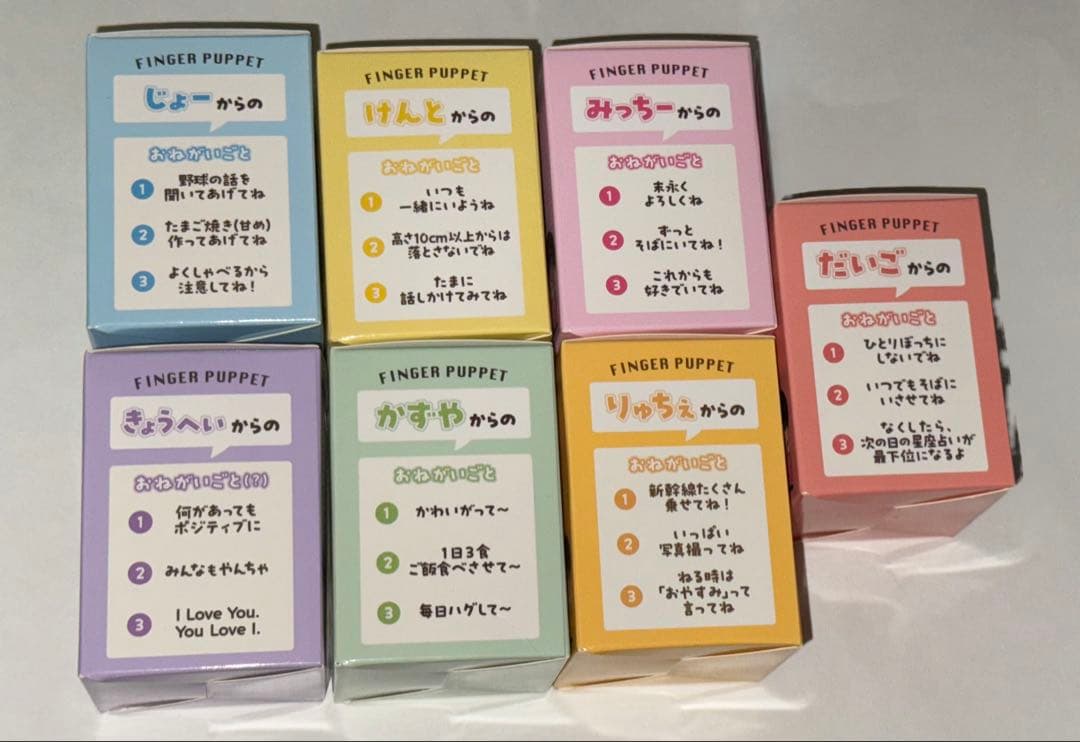 FINGER PUPPET
じょーからの
おねがいごと
1 野球の話を
聞いてあげてね
2 たまご焼き(甘め)
作ってあげてね
3 よくしゃべるから
注意してね!
FINGER PUPPET
けんとからの
おねがいごと
1 いつも
一緒にいようね
2 高さ10cm以上からは
落とさないでね
3 たまに
話しかけてみてね
FINGER PUPPET
みっちーからの
おねがいごと
1 末永く
よろしくね
2 ずっと
そばにいてね!
3 これからも
好きでいてね
FINGER PUPPET
だいごからの
おねがいごと
1 ひとりぼっちに
しないでね
2 いつでもそばに
いさせてね
3 なくしたら、
次の日の星座占いが
最下位になるよ
FINGER PUPPET
きょうへいからの
おねがいごと(?)
1 何があっても
ポジティブに
2 みんなもやんちゃ
3 I Love You.
You Love I.
FINGER PUPPET
かずやからの
おねがいごと
1 かわいがって〜
2 1日3食
ご飯食べさせて〜
3 毎日ハグして〜
FINGER PUPPET
りゅちぇからの
おねがいごと
1 新幹線たくさん
乗せてね!
2 いっぱい
写真撮ってね
3 ねる時は
「おやすみ」って
言ってね